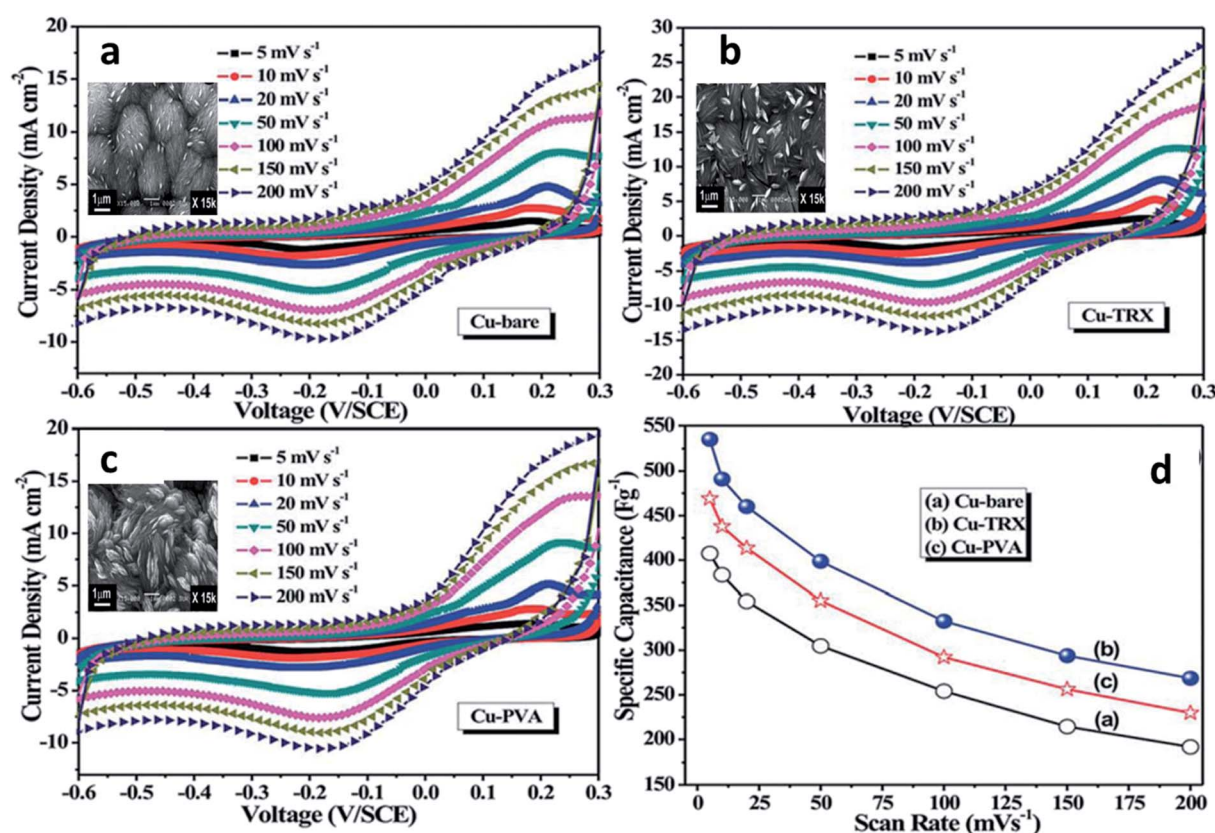 a
5 mV s⁻¹
10 mV s⁻¹
20 mV s⁻¹
50 mV s⁻¹
100 mV s⁻¹
150 mV s⁻¹
200 mV s⁻¹
1µm
X 15k
Cu-bare
20
15
10
5
0
-5
-10
Current Density (mA cm⁻²)
-0.6 -0.5 -0.4 -0.3 -0.2 -0.1 0.0 0.1 0.2 0.3
Voltage (V/SCE)
b
5 mV s⁻¹
10 mV s⁻¹
20 mV s⁻¹
50 mV s⁻¹
100 mV s⁻¹
150 mV s⁻¹
200 mV s⁻¹
1µm
X 15k
Cu-TRX
30
25
20
15
10
5
0
-5
-10
-15
-20
Current Density (mA cm⁻²)
-0.6 -0.5 -0.4 -0.3 -0.2 -0.1 0.0 0.1 0.2 0.3
Voltage (V/SCE)
c
5 mV s⁻¹
10 mV s⁻¹
20 mV s⁻¹
50 mV s⁻¹
100 mV s⁻¹
150 mV s⁻¹
200 mV s⁻¹
1µm
X 15k
Cu-PVA
20
15
10
5
0
-5
-10
Current Density (mA cm⁻²)
-0.6 -0.5 -0.4 -0.3 -0.2 -0.1 0.0 0.1 0.2 0.3
Voltage (V/SCE)
d
(a) Cu-bare
(b) Cu-TRX
(c) Cu-PVA
(b)
(c)
(a)
550
500
450
400
350
300
250
200
150
Specific Capacitance (Fg⁻¹)
0 25 50 75 100 125 150 175 200
Scan Rate (mVs⁻¹)